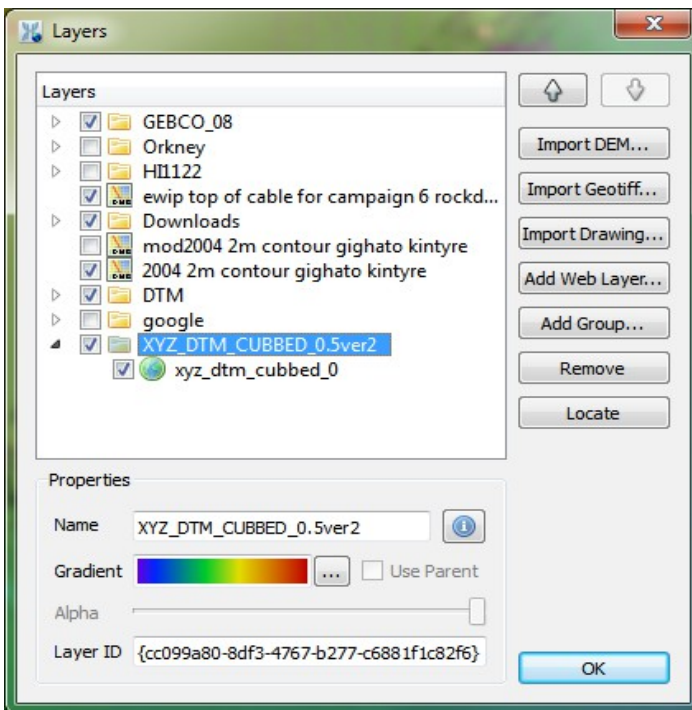 Layers
Layers
GEBCO_08
Orkney
HI1122
ewip top of cable for campaign 6 rockd...
Downloads
mod2004 2m contour gighato kintyre
2004 2m contour gighato kintyre
DTM
google
XYZ_DTM_CUBBED_0.5ver2
xyz_dtm_cubbed_0
Import DEM...
Import Geotiff...
Import Drawing...
Add Web Layer...
Add Group...
Remove
Locate
Properties
Name XYZ_DTM_CUBBED_0.5ver2
Gradient ... Use Parent
Alpha
Layer ID {cc099a80-8df3-4767-b277-c6881f1c82f6}
OK